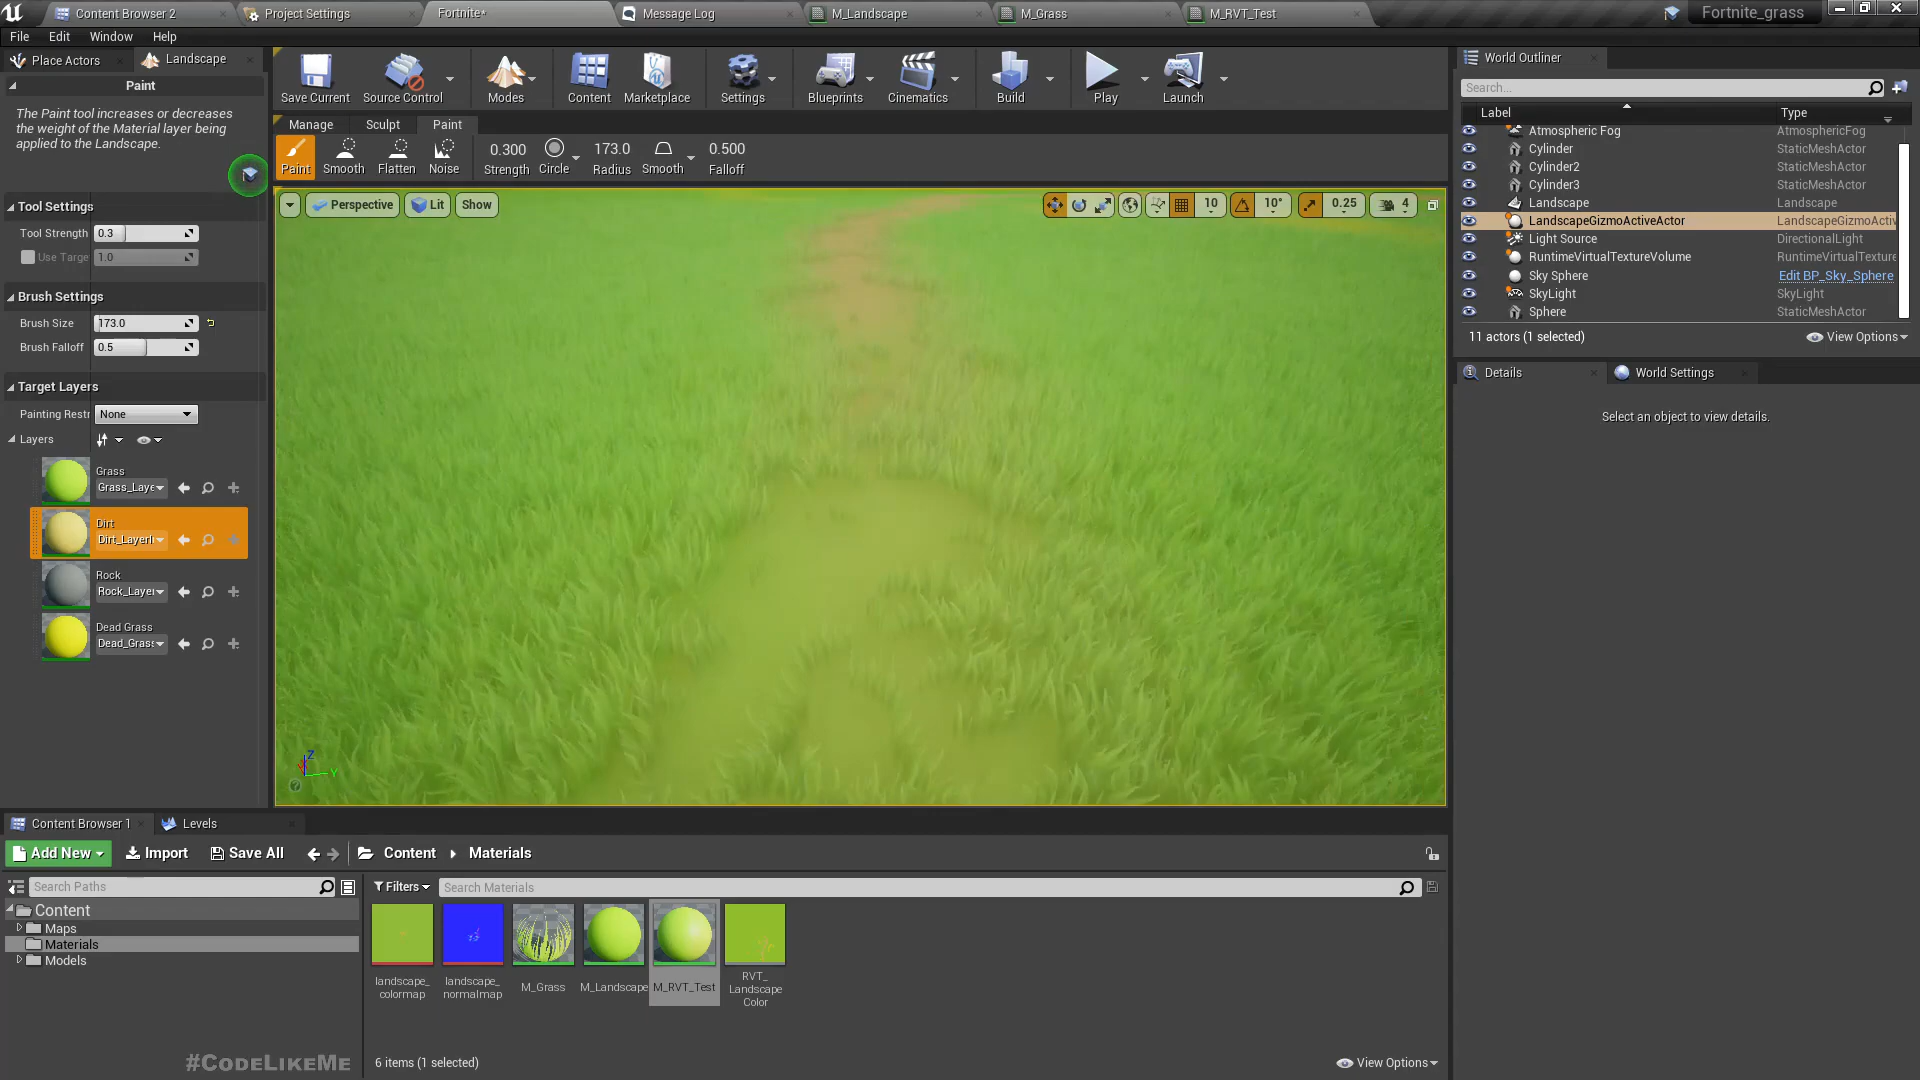 Content Browser 2
Project Settings
Fortnite*
Message Log
M_Landscape
M_Grass
M_RVT_Test
Fortnite_grass
File Edit Window Help
Place Actors
Landscape
Paint
The Paint tool increases or decreases
the weight of the Material layer being
applied to the Landscape.
Tool Settings
Tool Strength 0.3
Use Targe 1.0
Brush Settings
Brush Size 173.0
Brush Falloff 0.5
Target Layers
Painting Restr None
Layers
Grass
Grass_Laye
Dirt
Dirt_LayerI
Rock
Rock_Layer
Dead Grass
Dead_Gras
Save Current
Source Control
Modes
Content
Marketplace
Settings
Blueprints
Cinematics
Build
Play
Launch
Manage Sculpt Paint
Paint Smooth Flatten Noise
0.300 173.0 0.500
Strength Circle Radius Smooth Falloff
Perspective Lit Show
10 10° 0.25 4
Z
Y
World Outliner
Search...
Label Type
Atmospheric Fog AtmosphericFog
Cylinder StaticMeshActor
Cylinder2 StaticMeshActor
Cylinder3 StaticMeshActor
Landscape Landscape
LandscapeGizmoActiveActor LandscapeGizmoActiv
Light Source DirectionalLight
RuntimeVirtualTextureVolume RuntimeVirtualTexture
Sky Sphere Edit BP_Sky_Sphere
SkyLight SkyLight
Sphere StaticMeshActor
11 actors (1 selected) View Options
Details
World Settings
Select an object to view details.
Content Browser 1
Levels
Add New Import Save All Content Materials
Search Paths
Content
Maps
Materials
Models
Filters
Search Materials
landscape_
colormap
landscape_
normalmap
M_Grass
M_Landscape
M_RVT_Test
RVT_
Landscape
Color
6 items (1 selected) View Options
#CodeLikeMe